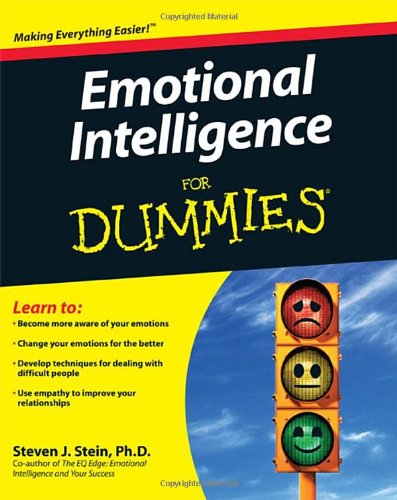 Copyrighted Material
Making Everything Easier!™
Emotional
Intelligence
FOR
DUMMIES®
Learn to:
• Become more aware of your emotions
• Change your emotions for the better
• Develop techniques for dealing with
difficult people
• Use empathy to improve your
relationships
Steven J. Stein, Ph.D.
Co-author of The EQ Edge: Emotional
Intelligence and Your Success
Copyrighted Material